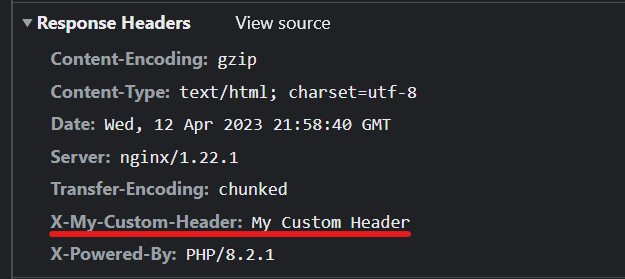 Response Headers View source
Content-Encoding: gzip
Content-Type: text/html; charset=utf-8
Date: Wed, 12 Apr 2023 21:58:40 GMT
Server: nginx/1.22.1
Transfer-Encoding: chunked
X-My-Custom-Header: My Custom Header
X-Powered-By: PHP/8.2.1